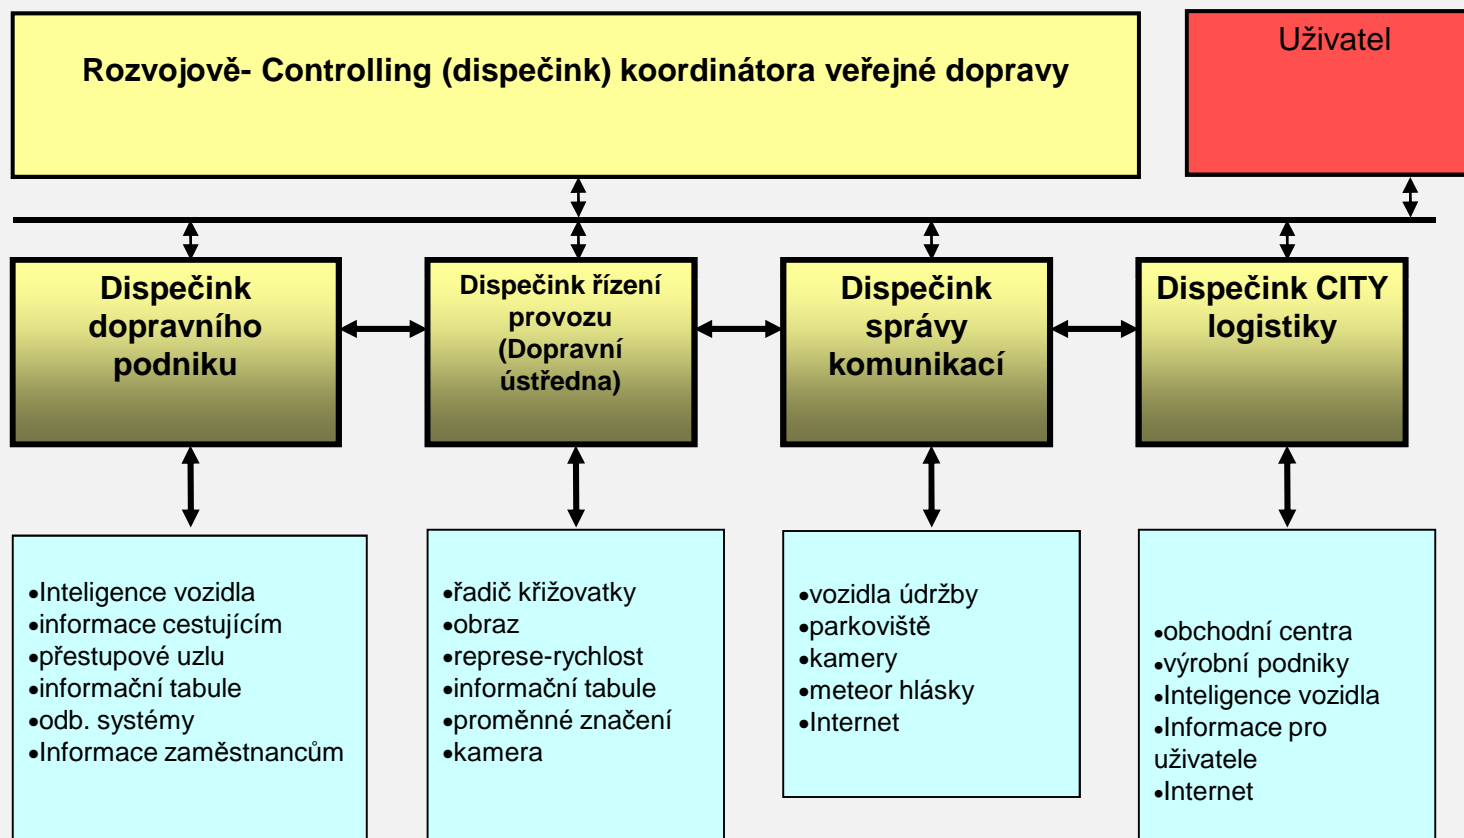 Rozvojově- Controlling (dispečink) koordinátora veřejné dopravy
Uživatel
Dispečink
dopravního
podniku
Dispečink řízení
provozu
(Dopravní
ústředna)
Dispečink
správy
komunikací
Dispečink CITY
logistiky
•Inteligence vozidla
•informace cestujícím
•přestupové uzlu
•informační tabule
•odb. systémy
•Informace zaměstnancům
•řadič křižovatky
•obraz
•represe-rychlost
•informační tabule
•proměnné značení
•kamera
•vozidla údržby
•parkoviště
•kamery
•meteor hlásky
•Internet
•obchodní centra
•výrobní podniky
•Inteligence vozidla
•Informace pro
uživatele
•Internet